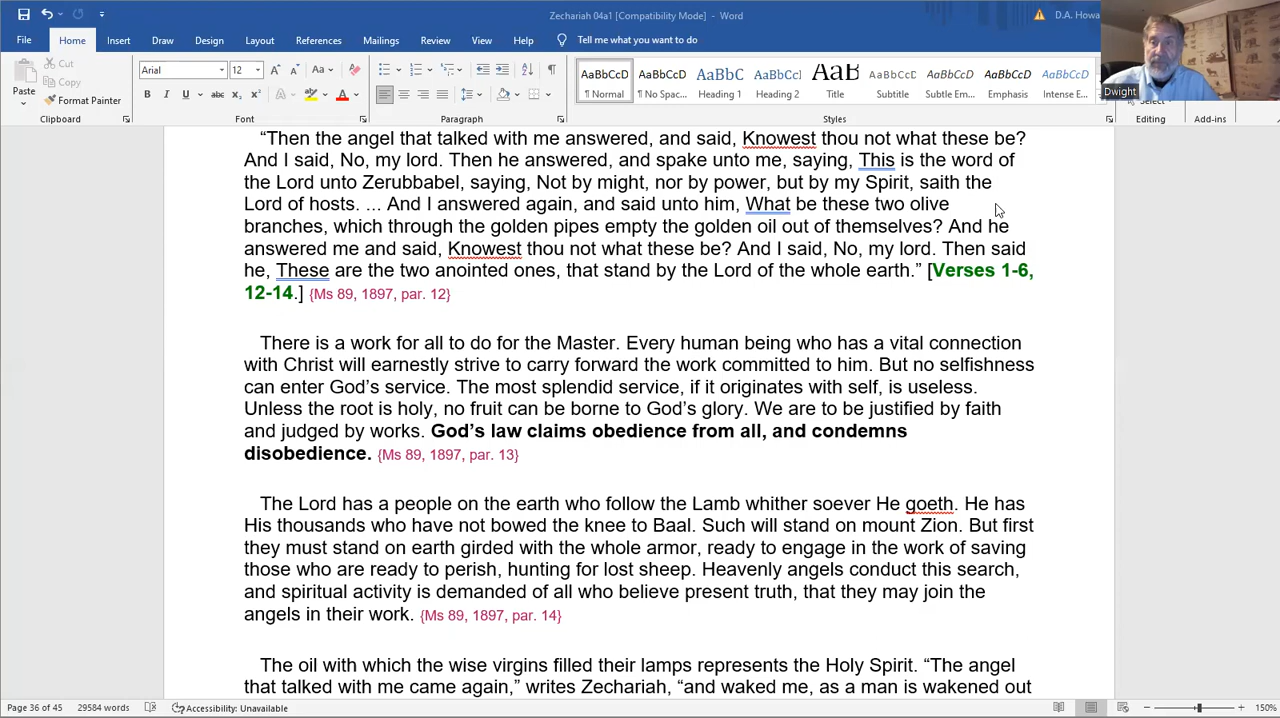 Zechariah 04a1 [Compatibility Mode] - Word
D.A. Howa
File Home Insert Draw Design Layout References Mailings Review View Help Tell me what you want to do
Dwight
Paste
Cut
Copy
Format Painter
Clipboard
Arial 12
Font
Paragraph
AaBbCcD AaBbCcD AaBbC AaBbCcI AaB AaBbCcD AaBbCcD AaBbCcD AaBbCcD
¶ Normal ¶ No Spac... Heading 1 Heading 2 Title Subtitle Subtle Em... Emphasis Intense E...
Styles
Editing
Add-ins
“Then the angel that talked with me answered, and said, Knowest thou not what these be?
And I said, No, my lord. Then he answered, and spake unto me, saying, This is the word of
the Lord unto Zerubbabel, saying, Not by might, nor by power, but by my Spirit, saith the
Lord of hosts. ... And I answered again, and said unto him, What be these two olive
branches, which through the golden pipes empty the golden oil out of themselves? And he
answered me and said, Knowest thou not what these be? And I said, No, my lord. Then said
he, These are the two anointed ones, that stand by the Lord of the whole earth.” [Verses 1-6,
12-14.] {Ms 89, 1897, par. 12}
There is a work for all to do for the Master. Every human being who has a vital connection
with Christ will earnestly strive to carry forward the work committed to him. But no selfishness
can enter God’s service. The most splendid service, if it originates with self, is useless.
Unless the root is holy, no fruit can be borne to God’s glory. We are to be justified by faith
and judged by works. God’s law claims obedience from all, and condemns
disobedience. {Ms 89, 1897, par. 13}
The Lord has a people on the earth who follow the Lamb whither soever He goeth. He has
His thousands who have not bowed the knee to Baal. Such will stand on mount Zion. But first
they must stand on earth girded with the whole armor, ready to engage in the work of saving
those who are ready to perish, hunting for lost sheep. Heavenly angels conduct this search,
and spiritual activity is demanded of all who believe present truth, that they may join the
angels in their work. {Ms 89, 1897, par. 14}
The oil with which the wise virgins filled their lamps represents the Holy Spirit. “The angel
that talked with me came again,” writes Zechariah, “and waked me, as a man is wakened out
Page 36 of 45 29584 words Accessibility: Unavailable 150%